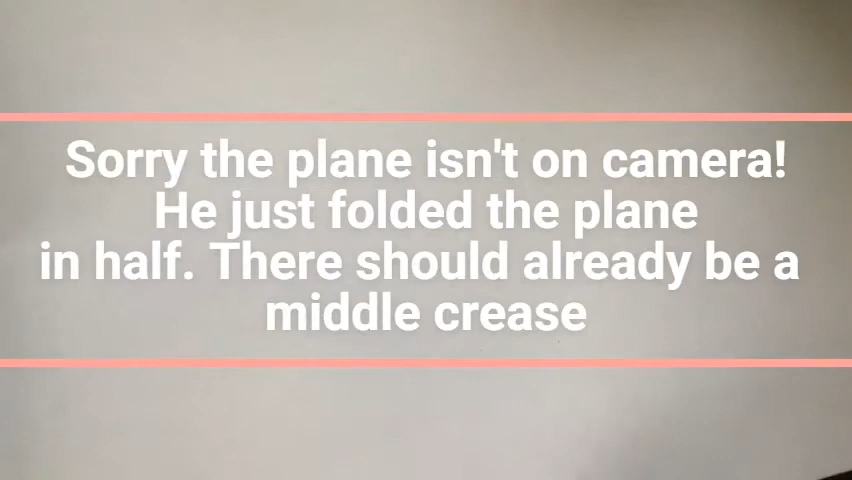 Sorry the plane isn't on camera!
He just folded the plane
in half. There should already be a
middle crease